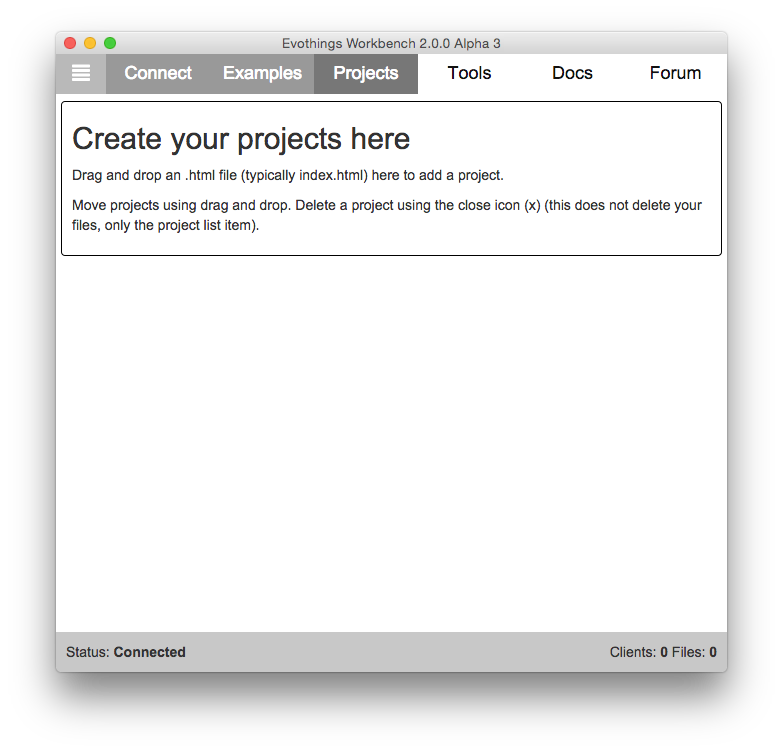 Evothings Workbench 2.0.0 Alpha 3
Connect Examples Projects Tools Docs Forum
Create your projects here
Drag and drop an .html file (typically index.html) here to add a project.
Move projects using drag and drop. Delete a project using the close icon (x) (this does not delete your
files, only the project list item).
Status: Connected Clients: 0 Files: 0